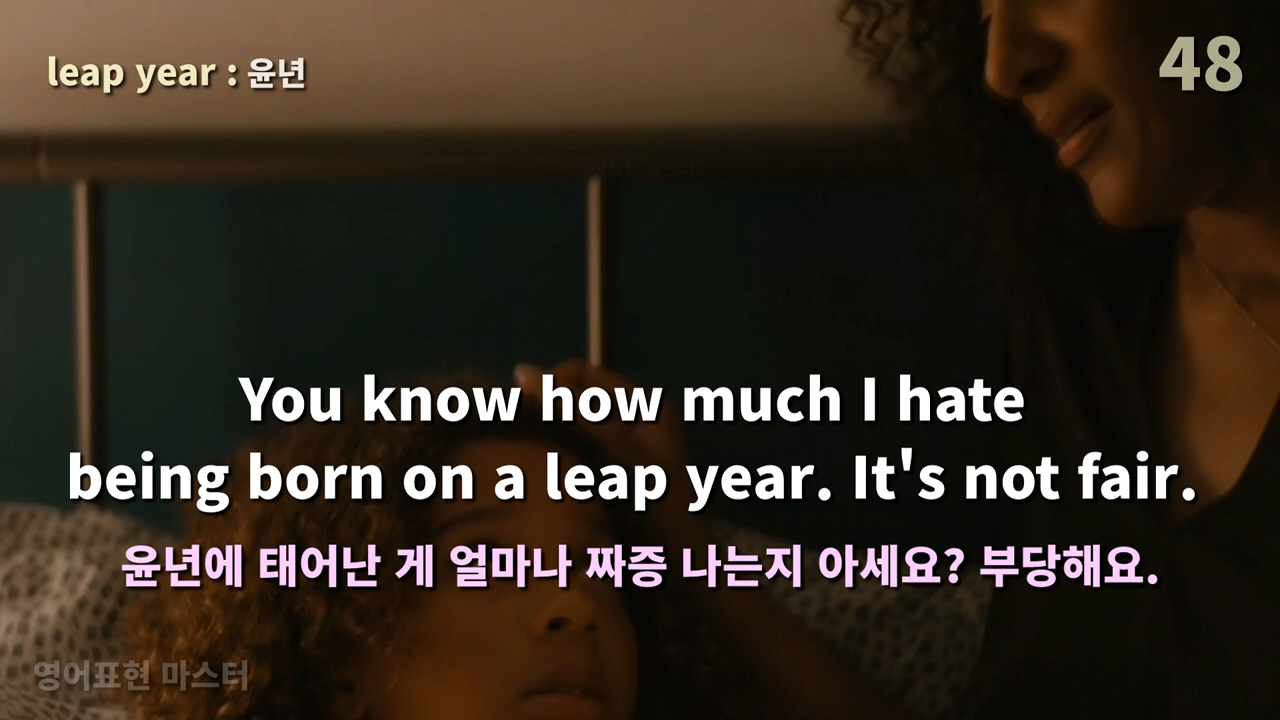 leap year : 윤년
48
You know how much I hate
being born on a leap year. It's not fair.
윤년에 태어난 게 얼마나 짜증 나는지 아세요? 부당해요.
영어표현 마스터